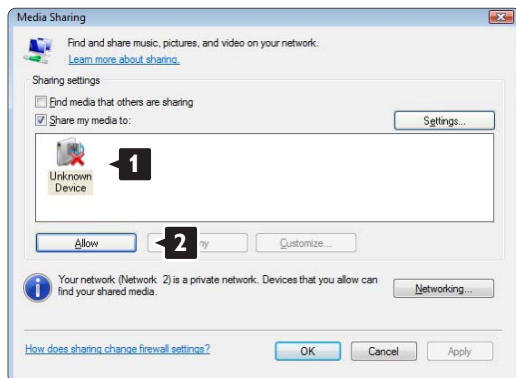 Media Sharing
Find and share music, pictures, and video on your network.
Learn more about sharing.
Sharing settings
Find media that others are sharing
Share my media to:
Settings...
Unknown
Device
1
Allow
2
Customize...
Your network (Network 2) is a private network. Devices that you allow can
find your shared media.
Networking...
How does sharing change firewall settings?
OK
Cancel
Apply